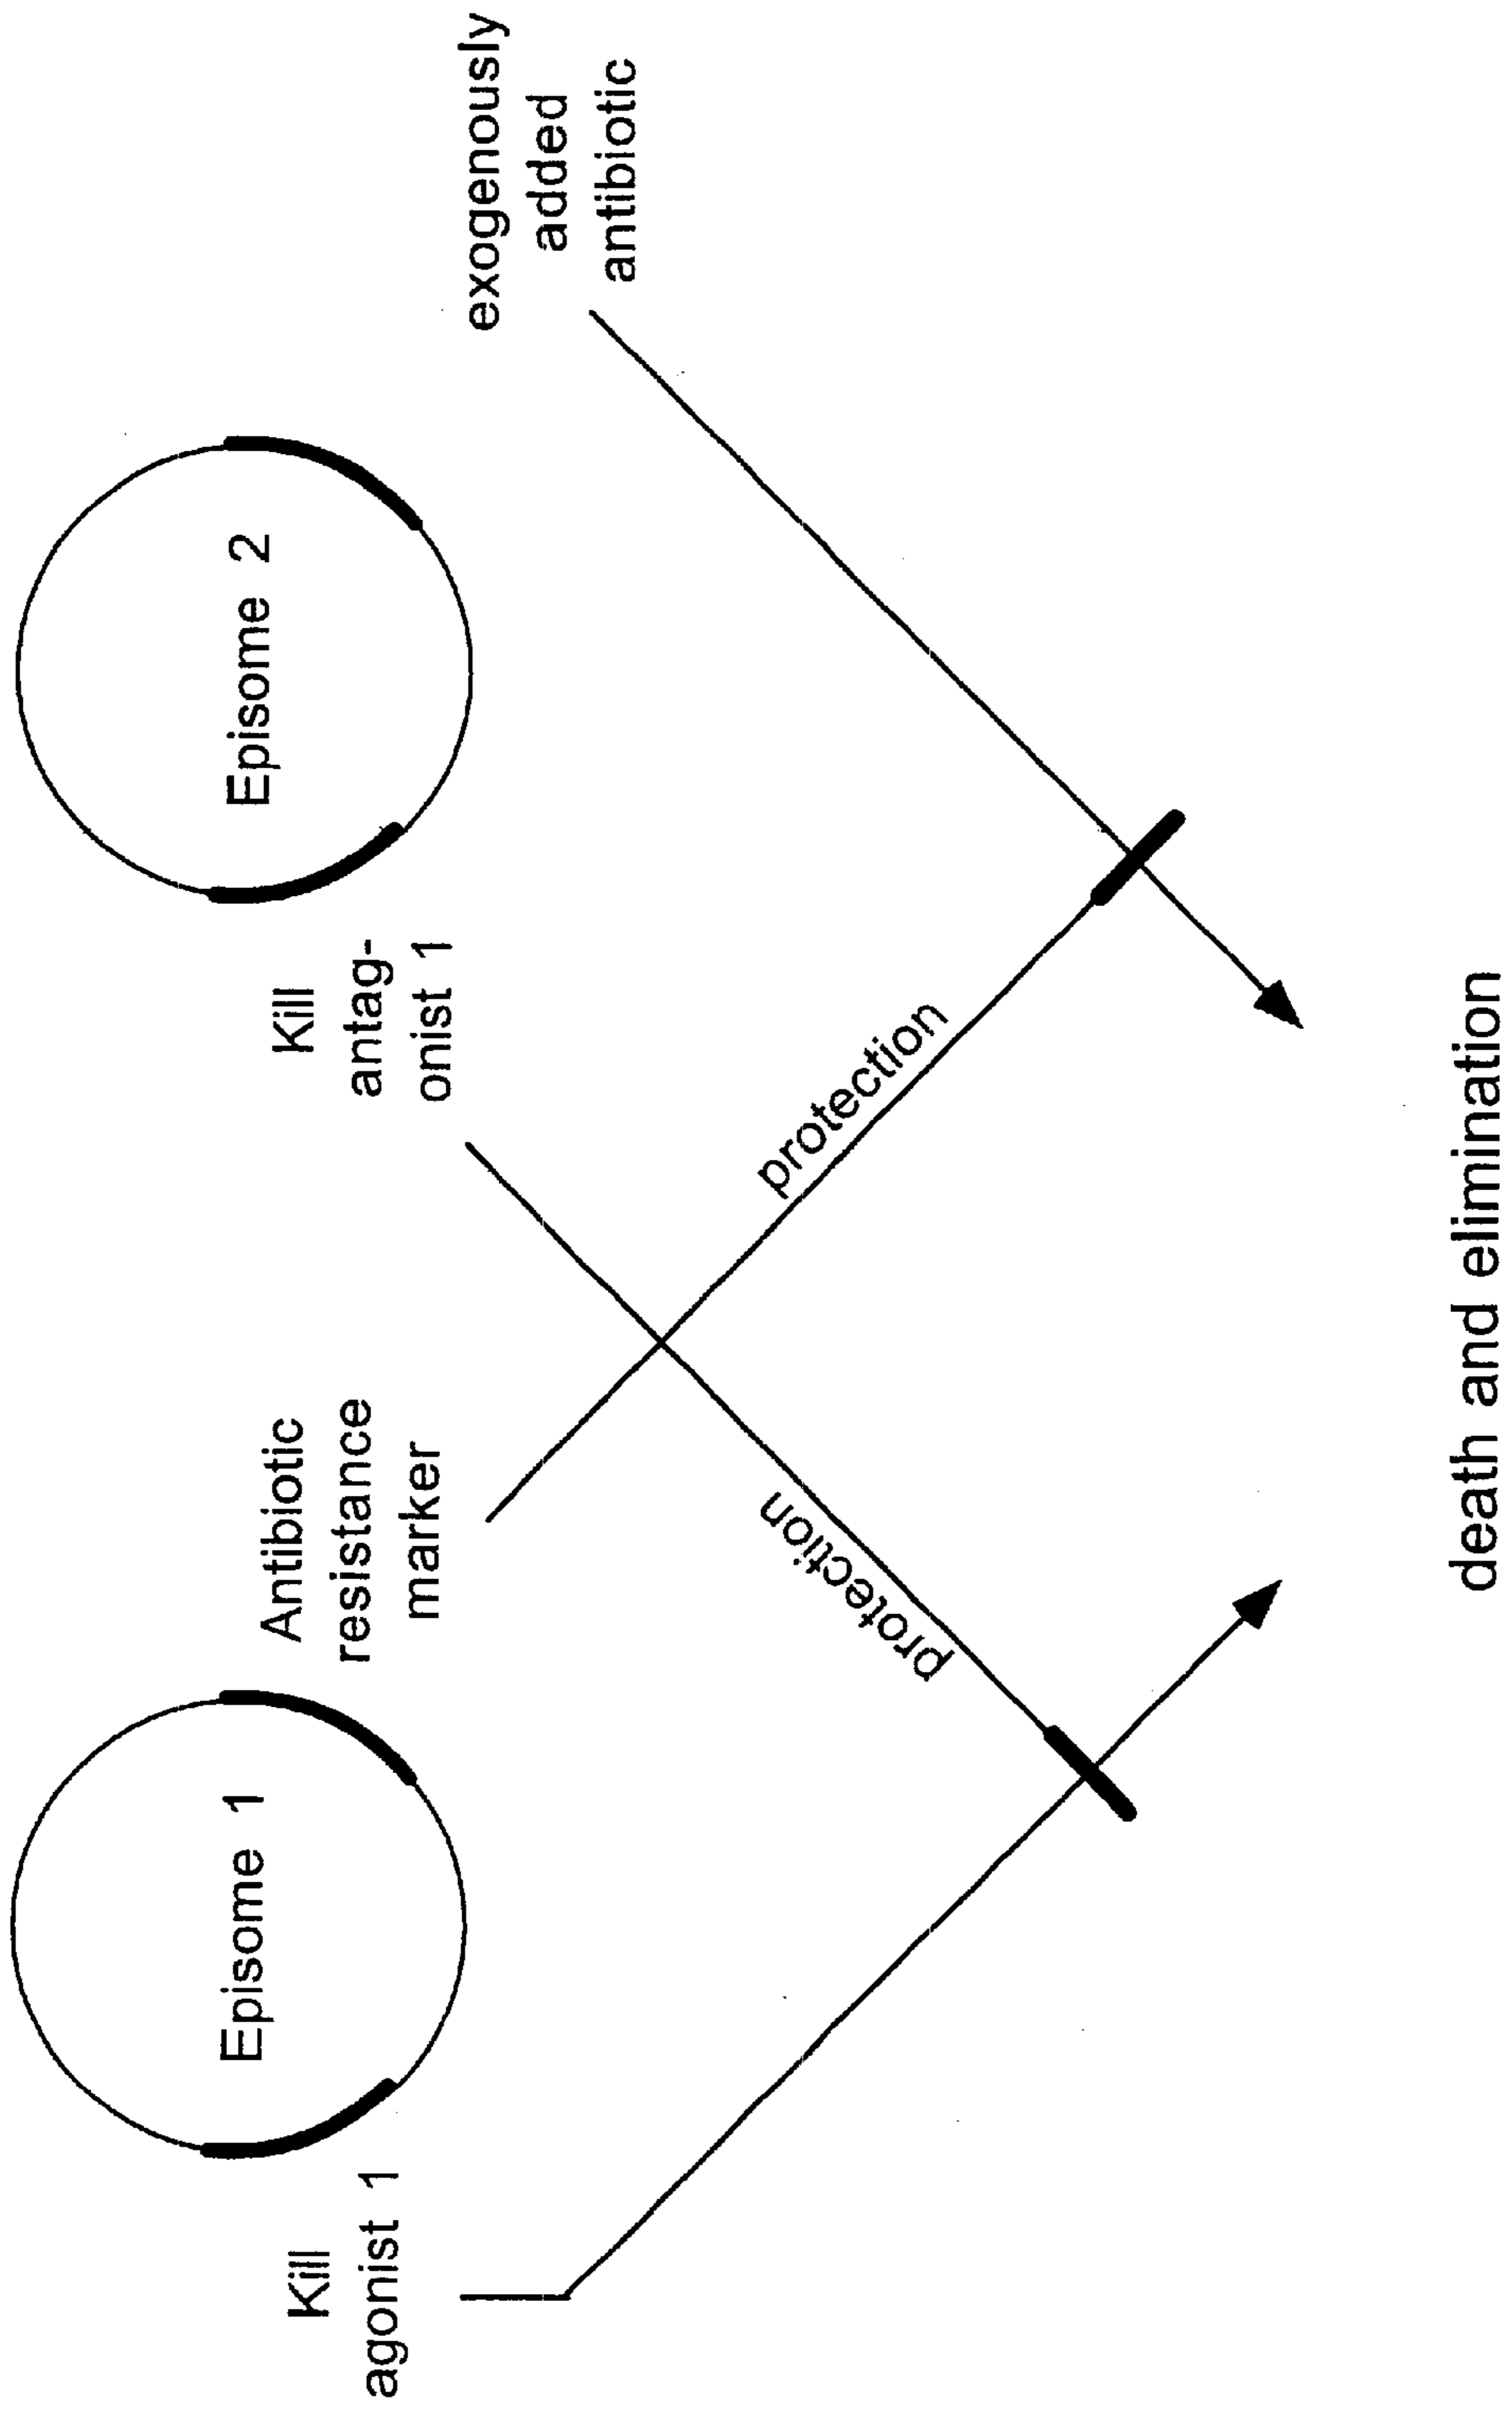 Episome 1
Episome 2
Kill
agonist 1
Antibiotic
resistance
marker
Kill
antag-
onist 1
exogenously
added
antibiotic
protection
protection
death and elimination